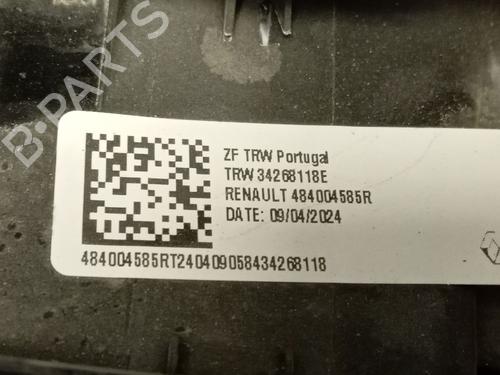 B-PARTS
ZF TRW Portugal
TRW 34268118E
RENAULT 484004585R
DATE: 09/04/2024
484004585RT240409058434268118